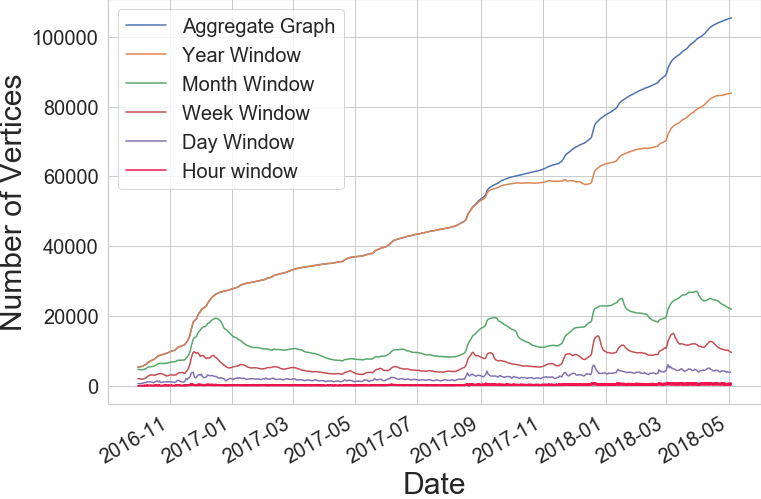 Aggregate Graph
Year Window
Month Window
Week Window
Day Window
Hour window
Number of Vertices
100000
80000
60000
40000
20000
0
2016-11
2017-01
2017-03
2017-05
2017-07
2017-09
2017-11
2018-01
2018-03
2018-05
Date